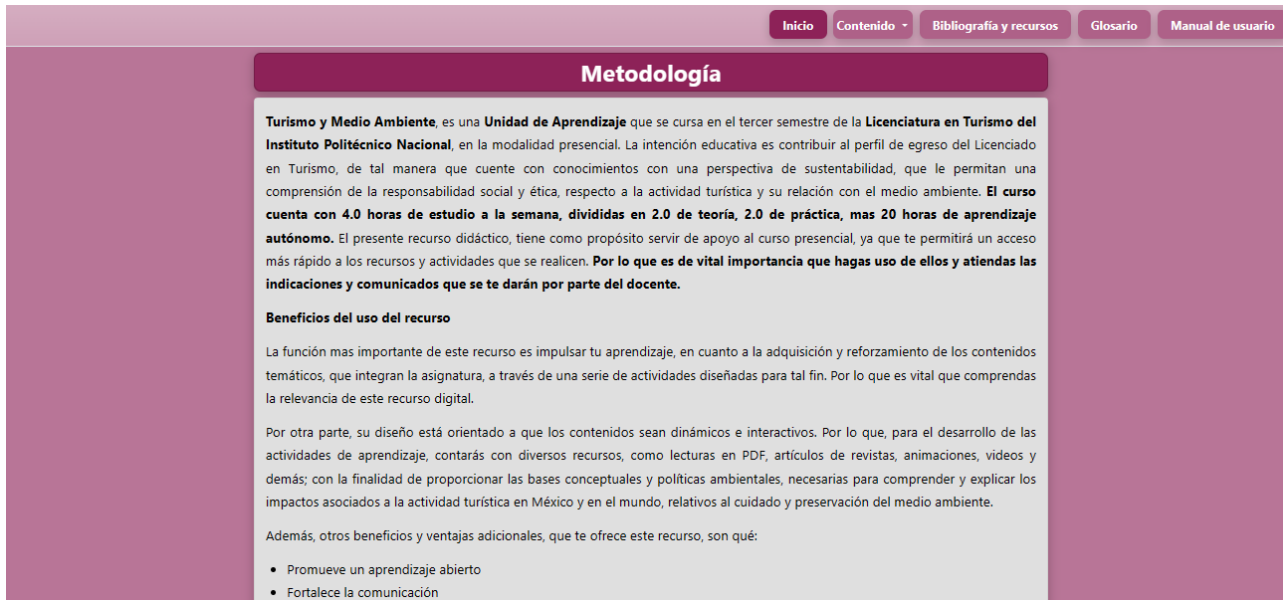 Inicio Contenido Bibliografía y recursos Glosario Manual de usuario
Metodología
Turismo y Medio Ambiente, es una Unidad de Aprendizaje que se cursa en el tercer semestre de la Licenciatura en Turismo del
Instituto Politécnico Nacional, en la modalidad presencial. La intención educativa es contribuir al perfil de egreso del Licenciado
en Turismo, de tal manera que cuente con conocimientos con una perspectiva de sustentabilidad, que le permitan una
comprensión de la responsabilidad social y ética, respecto a la actividad turística y su relación con el medio ambiente. El curso
cuenta con 4.0 horas de estudio a la semana, divididas en 2.0 de teoría, 2.0 de práctica, mas 20 horas de aprendizaje
autónomo. El presente recurso didáctico, tiene como propósito servir de apoyo al curso presencial, ya que te permitirá un acceso
más rápido a los recursos y actividades que se realicen. Por lo que es de vital importancia que hagas uso de ellos y atiendas las
indicaciones y comunicados que se te darán por parte del docente.
Beneficios del uso del recurso
La función mas importante de este recurso es impulsar tu aprendizaje, en cuanto a la adquisición y reforzamiento de los contenidos
temáticos, que integran la asignatura, a través de una serie de actividades diseñadas para tal fin. Por lo que es vital que comprendas
la relevancia de este recurso digital.
Por otra parte, su diseño está orientado a que los contenidos sean dinámicos e interactivos. Por lo que, para el desarrollo de las
actividades de aprendizaje, contarás con diversos recursos, como lecturas en PDF, artículos de revistas, animaciones, videos y
demás; con la finalidad de proporcionar las bases conceptuales y políticas ambientales, necesarias para comprender y explicar los
impactos asociados a la actividad turística en México y en el mundo, relativos al cuidado y preservación del medio ambiente.
Además, otros beneficios y ventajas adicionales, que te ofrece este recurso, son qué:
• Promueve un aprendizaje abierto
• Fortalece la comunicación